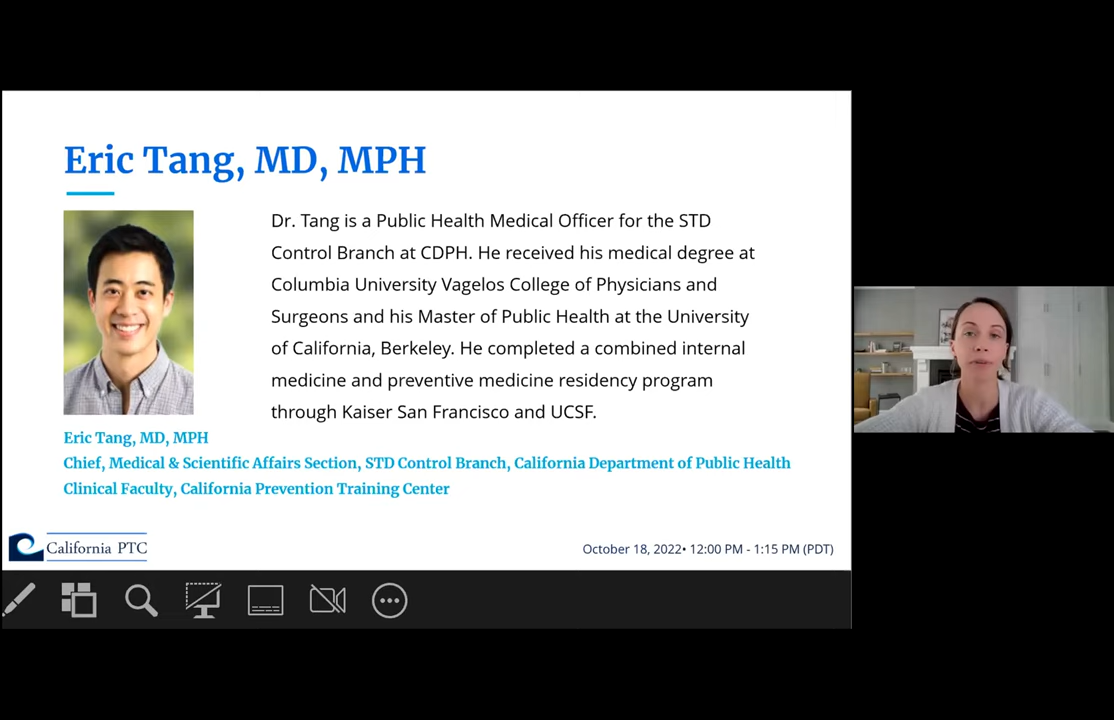 Eric Tang, MD, MPH
Dr. Tang is a Public Health Medical Officer for the STD
Control Branch at CDPH. He received his medical degree at
Columbia University Vagelos College of Physicians and
Surgeons and his Master of Public Health at the University
of California, Berkeley. He completed a combined internal
medicine and preventive medicine residency program
through Kaiser San Francisco and UCSF.
Eric Tang, MD, MPH
Chief, Medical & Scientific Affairs Section, STD Control Branch, California Department of Public Health
Clinical Faculty, California Prevention Training Center
California PTC
October 18, 2022• 12:00 PM - 1:15 PM (PDT)